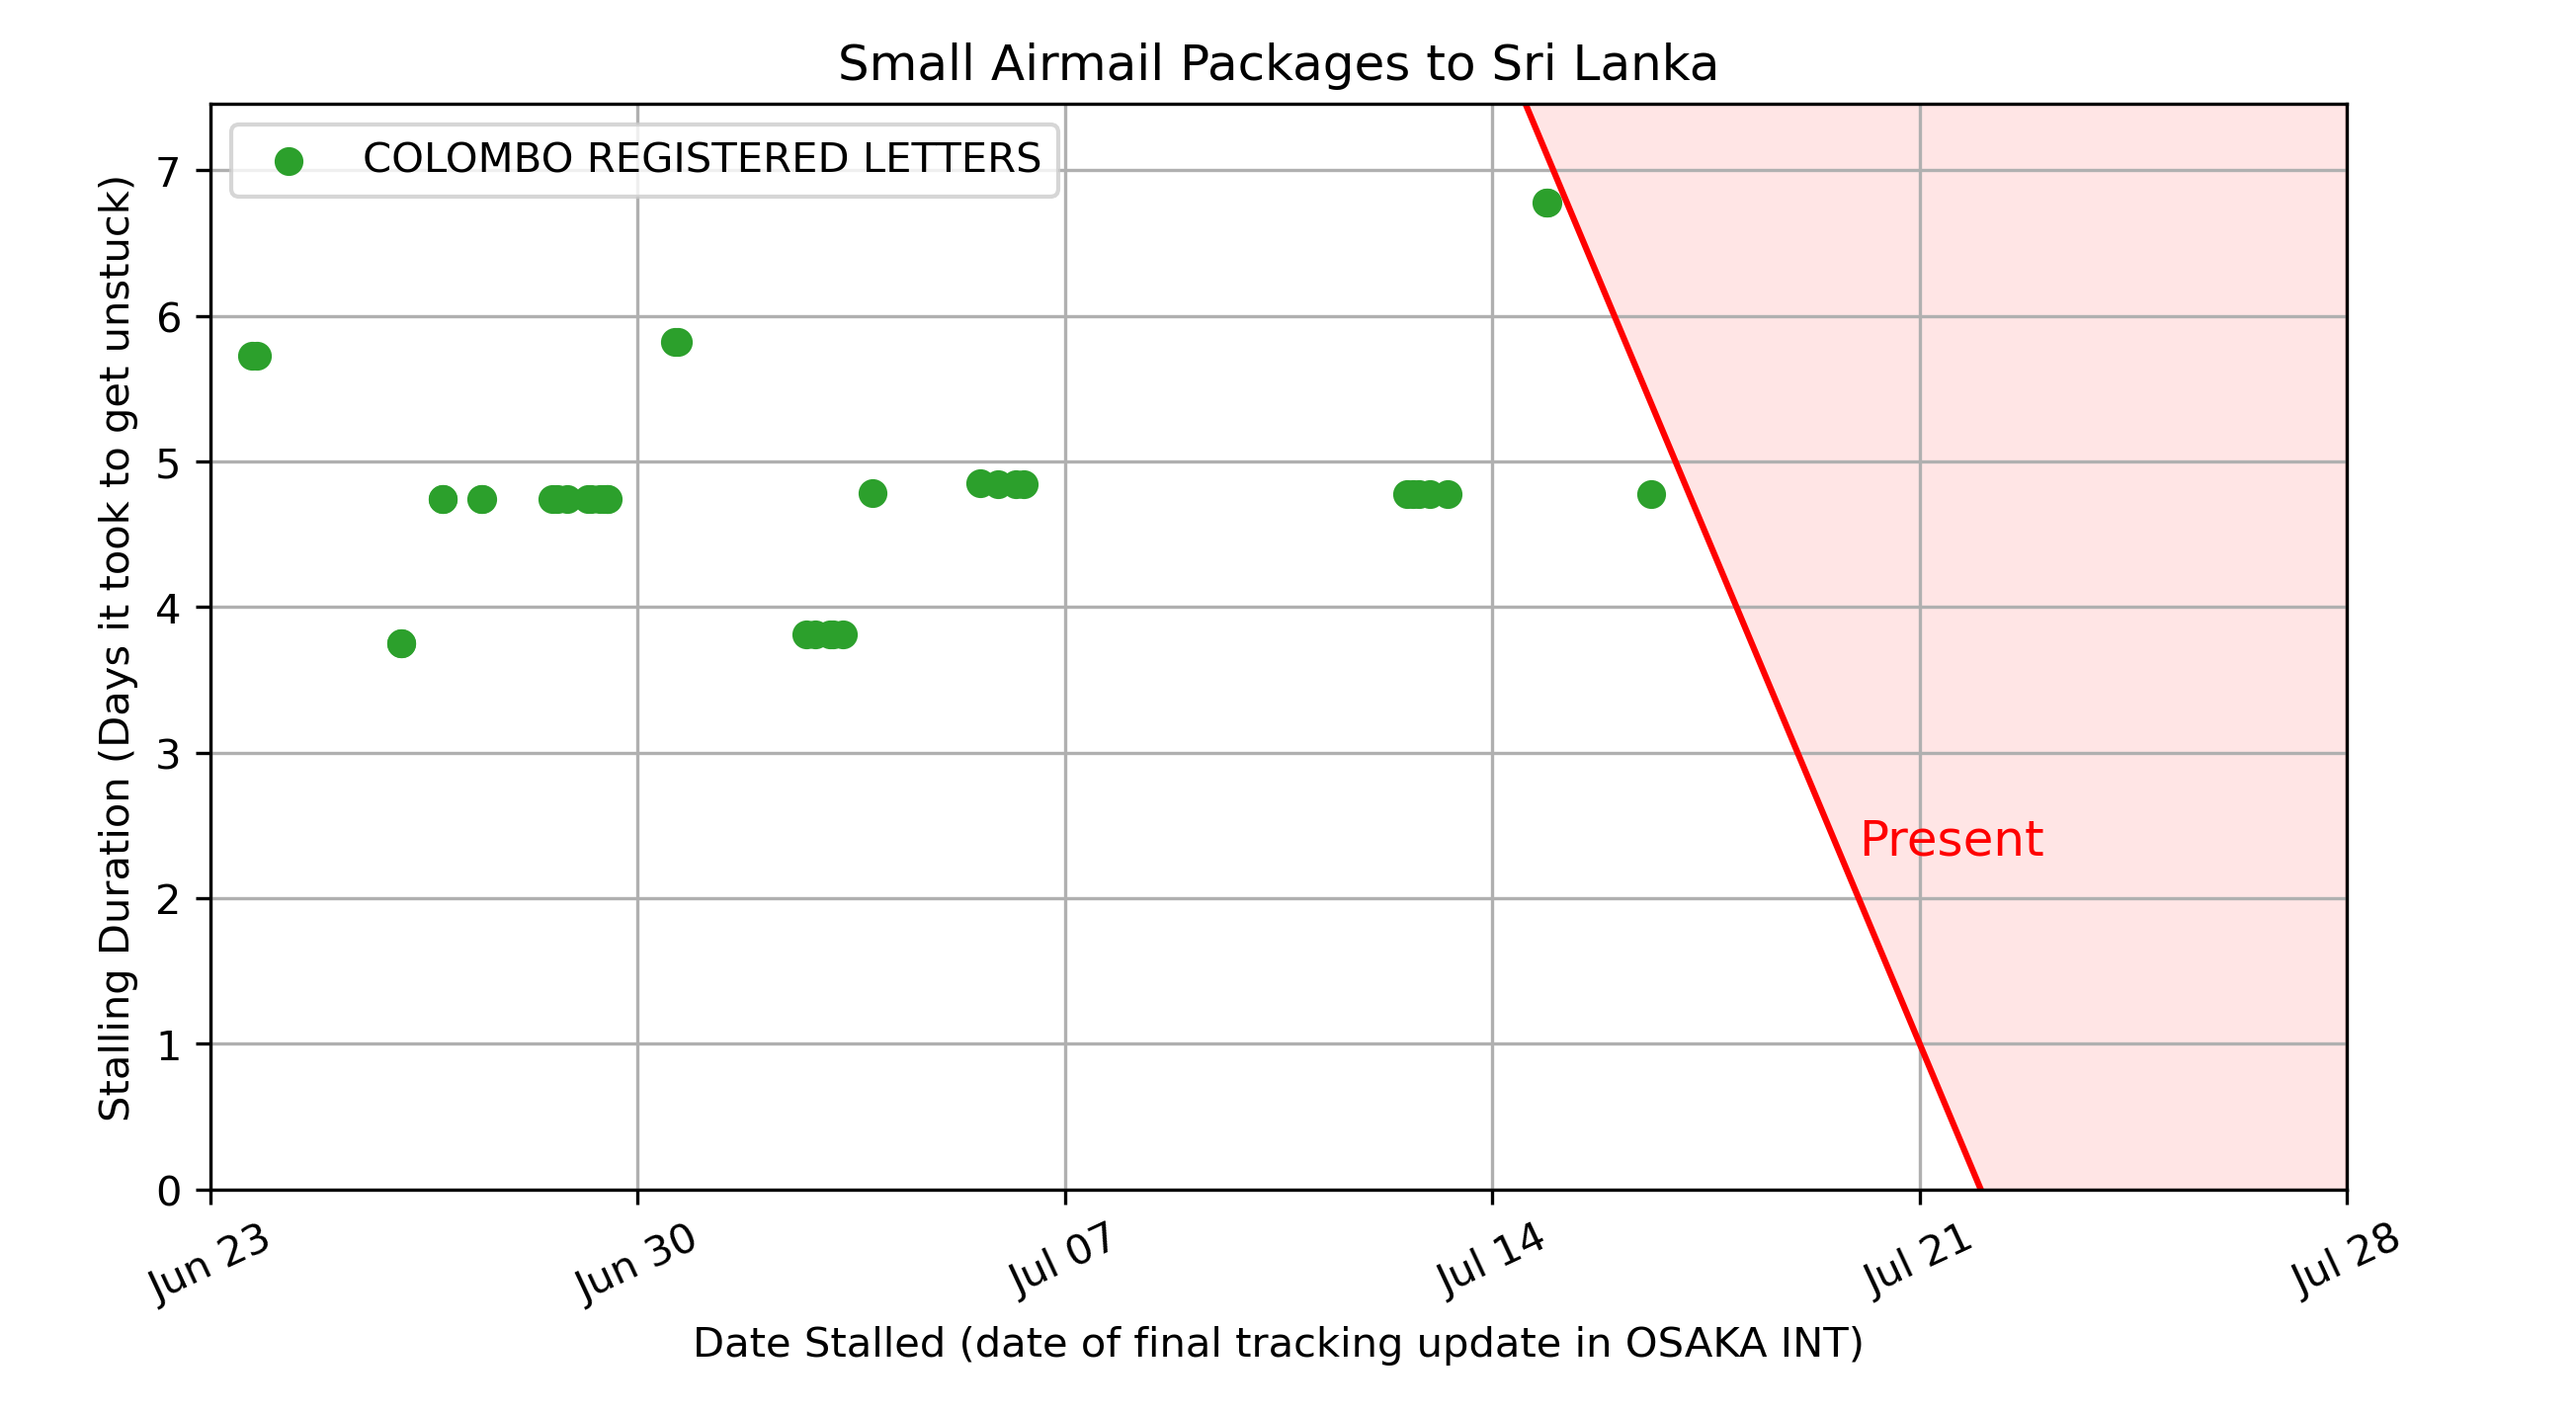 Small Airmail Packages to Sri Lanka
COLOMBO REGISTERED LETTERS
Stalling Duration (Days it took to get unstuck)
7
6
5
4
3
2
1
0
Present
Jun 23
Jun 30
Jul 07
Jul 14
Jul 21
Jul 28
Date Stalled (date of final tracking update in OSAKA INT)